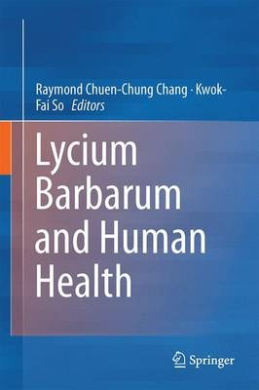 Raymond Chuen-Chung Chang · Kwok-
Fai So Editors
Lycium
Barbarum
and Human
Health
Springer